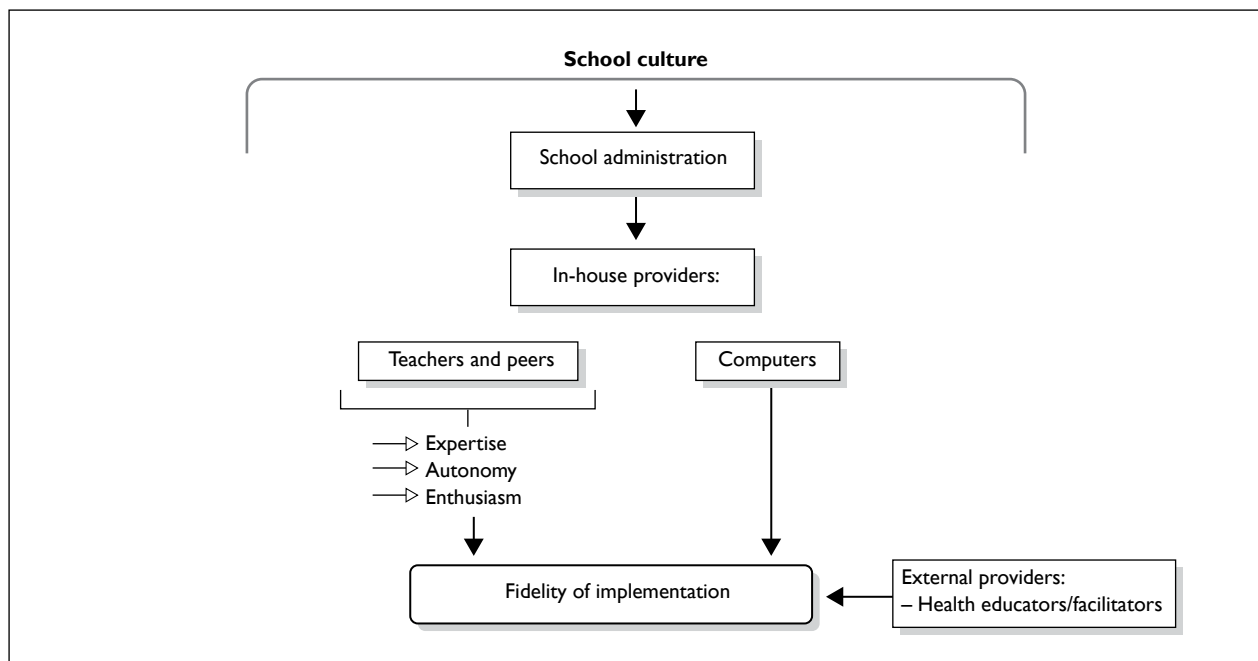 School culture
School administration
In-house providers:
Teachers and peers
Computers
Expertise
Autonomy
Enthusiasm
Fidelity of implementation
External providers:
– Health educators/facilitators